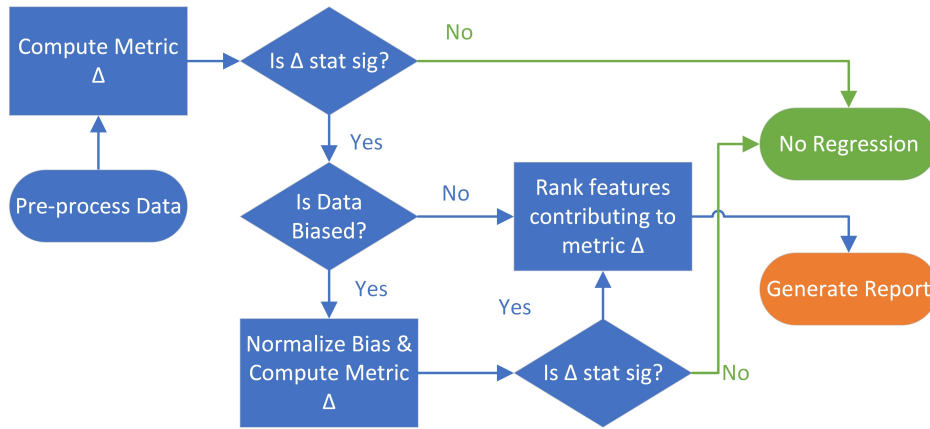 Compute Metric
Δ
Is Δ stat sig?
No
No Regression
Yes
Pre-process Data
Is Data
Biased?
No
Rank features
contributing to
metric Δ
Generate Report
Yes
Yes
Normalize Bias &
Compute Metric
Δ
Is Δ stat sig?
No